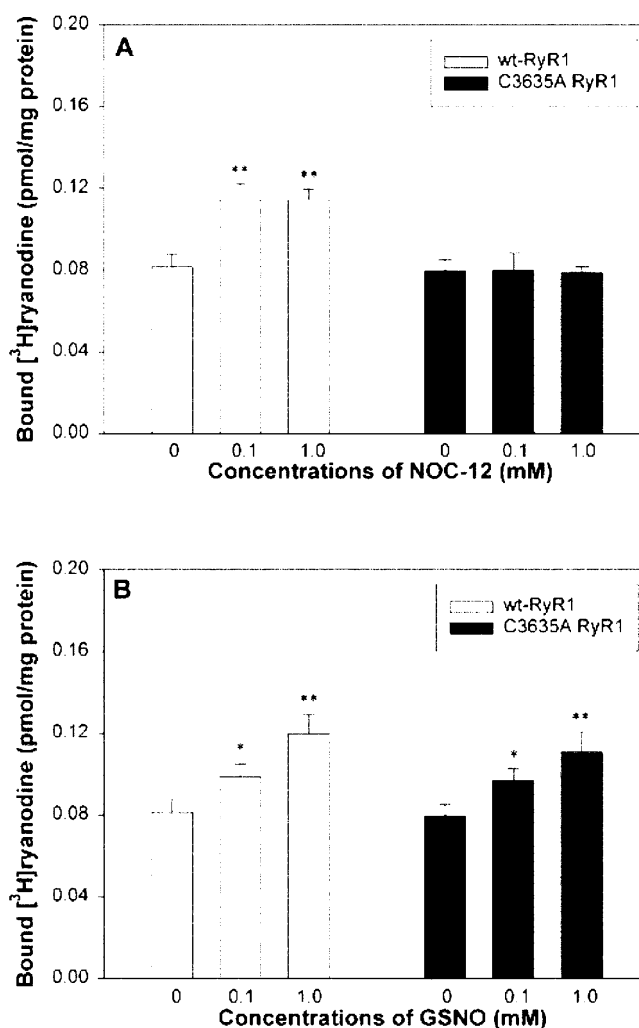 A
wt-RyR1
C3635A RyR1
Bound [³H]ryanodine (pmol/mg protein)
0.20
0.16
0.12
0.08
0.04
0.00
**
**
0 0.1 1.0 0 0.1 1.0
Concentrations of NOC-12 (mM)
B
wt-RyR1
C3635A RyR1
Bound [³H]ryanodine (pmol/mg protein)
0.20
0.16
0.12
0.08
0.04
0.00
*
**
*
**
0 0.1 1.0 0 0.1 1.0
Concentrations of GSNO (mM)